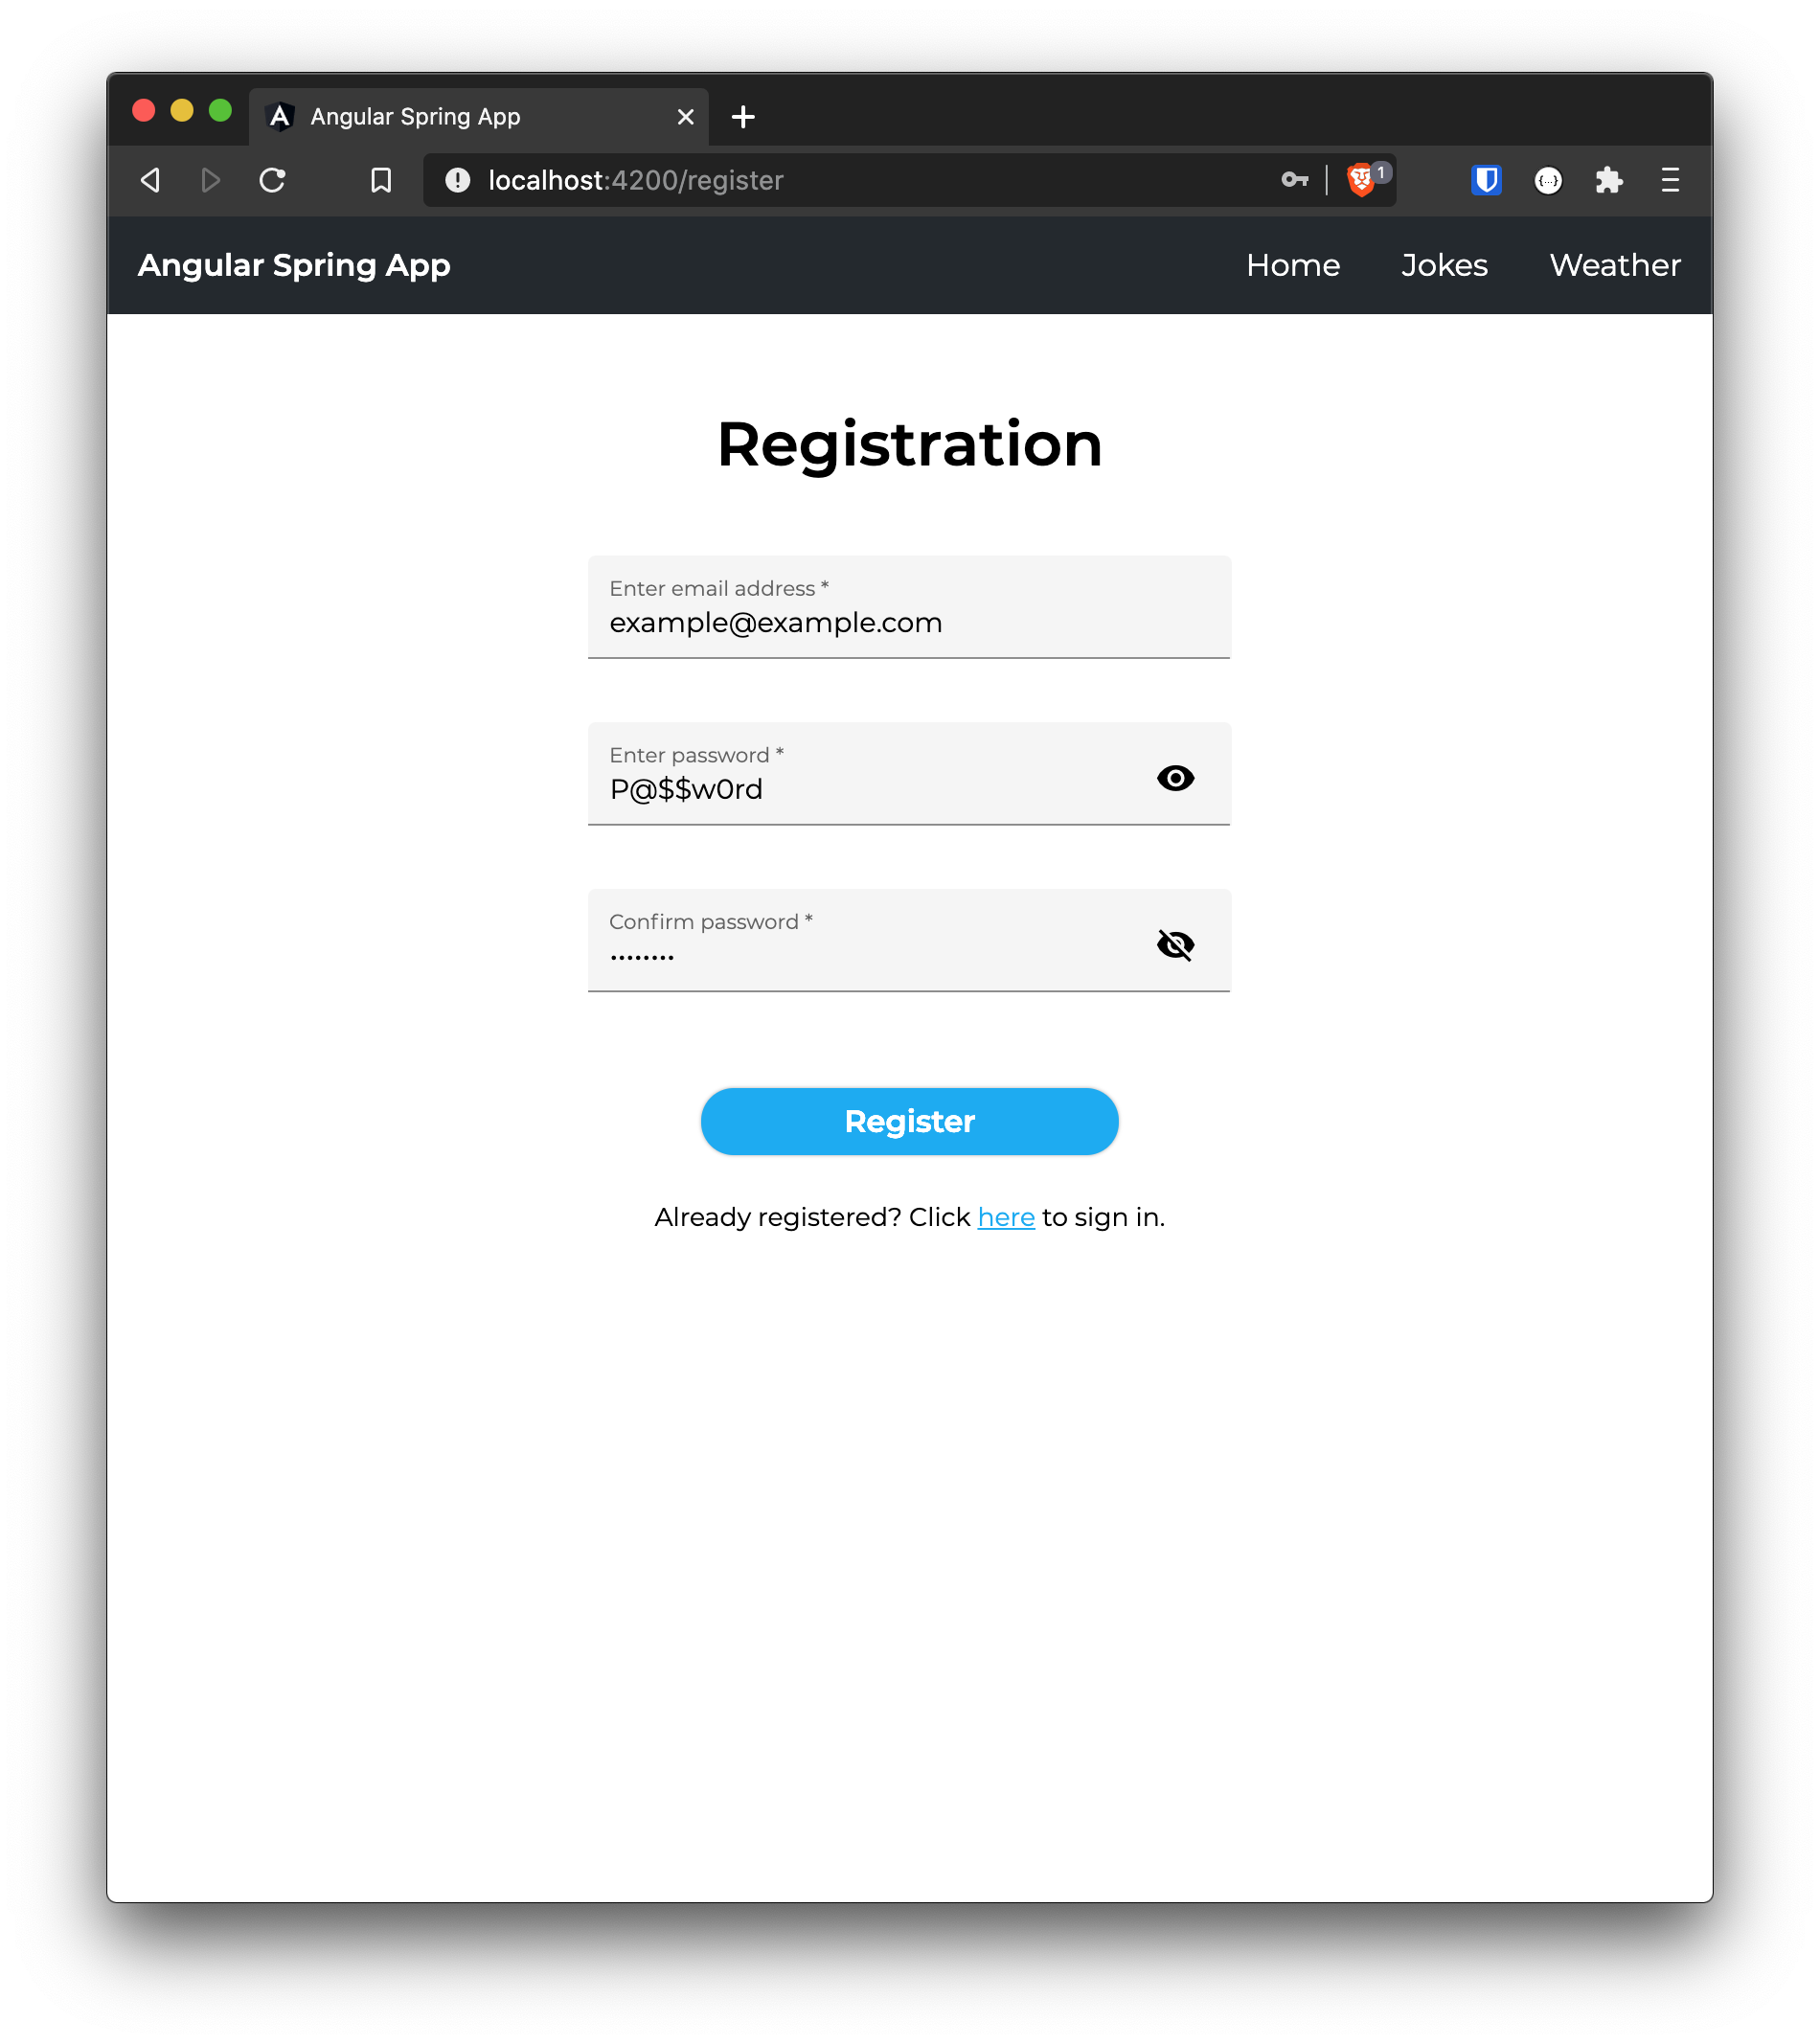 Angular Spring App
localhost:4200/register
1
Angular Spring App
Home Jokes Weather
Registration
Enter email address *
example@example.com
Enter password *
P@$$w0rd
Confirm password *
••••••••
Register
Already registered? Click here to sign in.